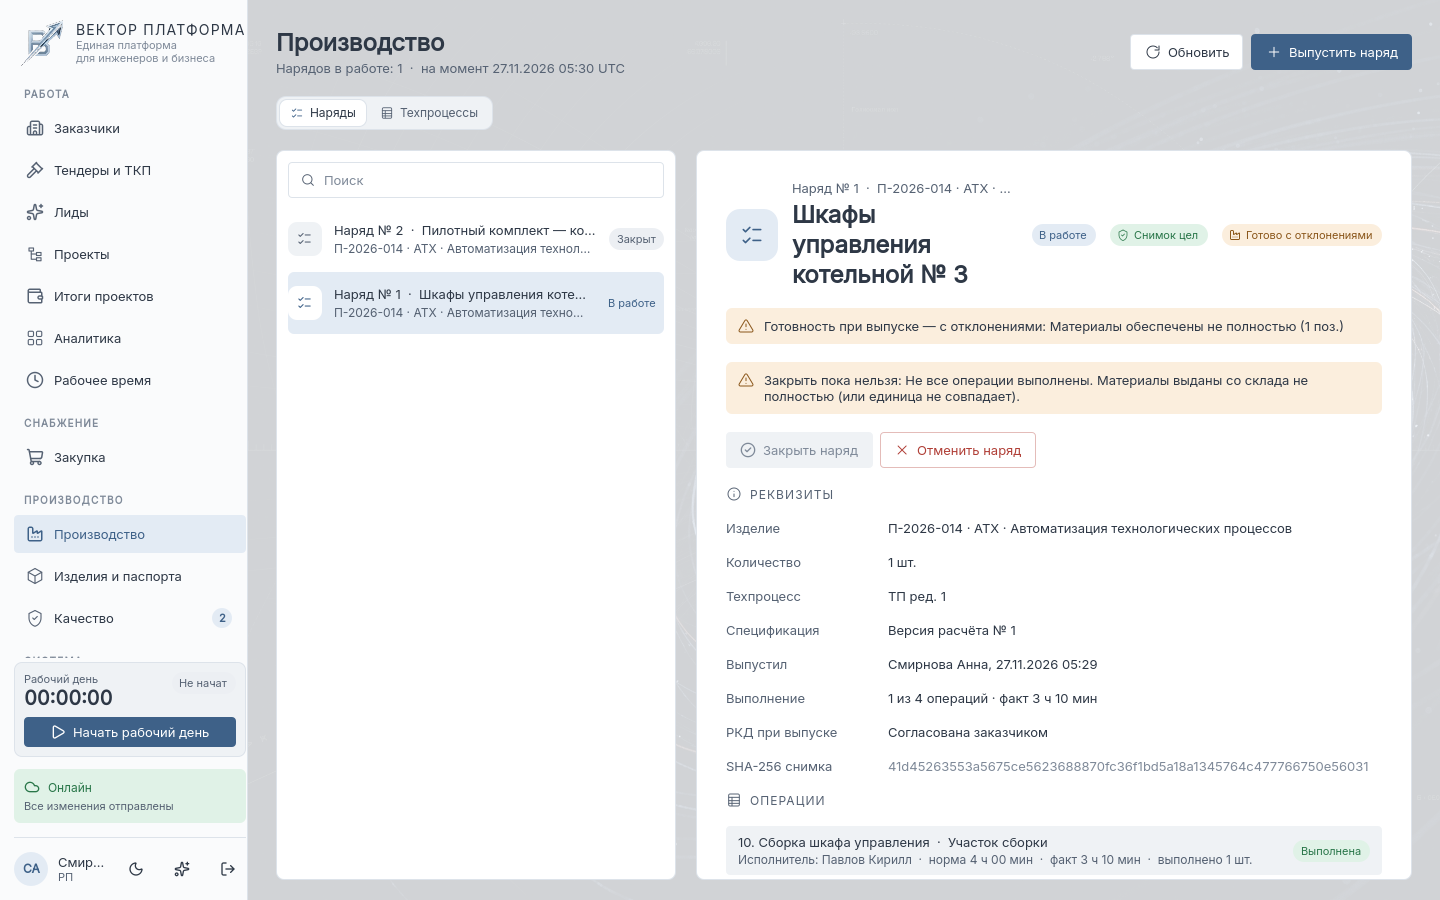 ВЕКТОР ПЛАТФОРМА
Единая платформа
для инженеров и бизнеса
РАБОТА
Заказчики
Тендеры и ТКП
Лиды
Проекты
Итоги проектов
Аналитика
Рабочее время
СНАБЖЕНИЕ
Закупка
ПРОИЗВОДСТВО
Производство
Изделия и паспорта
Качество 2
Рабочий день
Не начат
00:00:00
Начать рабочий день
Онлайн
Все изменения отправлены
СА
Смир...
РП
Производство
Нарядов в работе: 1 · на момент 27.11.2026 05:30 UTC
Обновить
Выпустить наряд
Наряды
Техпроцессы
Поиск
Наряд № 2 · Пилотный комплект — ко...
П-2026-014 · АТХ · Автоматизация технол...
Закрыт
Наряд № 1 · Шкафы управления коте...
П-2026-014 · АТХ · Автоматизация техно...
В работе
Наряд № 1 · П-2026-014 · АТХ · ...
Шкафы
управления
котельной № 3
В работе
Снимок цел
Готово с отклонениями
Готовность при выпуске — с отклонениями: Материалы обеспечены не полностью (1 поз.)
Закрыть пока нельзя: Не все операции выполнены. Материалы выданы со склада не
полностью (или единица не совпадает).
Закрыть наряд
Отменить наряд
РЕКВИЗИТЫ
Изделие П-2026-014 · АТХ · Автоматизация технологических процессов
Количество 1 шт.
Техпроцесс ТП ред. 1
Спецификация Версия расчёта № 1
Выпустил Смирнова Анна, 27.11.2026 05:29
Выполнение 1 из 4 операций · факт 3 ч 10 мин
РКД при выпуске Согласована заказчиком
SHA-256 снимка 41d45263553a5675ce5623688870fc36f1bd5a18a1345764c477766750e56031
ОПЕРАЦИИ
10. Сборка шкафа управления · Участок сборки
Исполнитель: Павлов Кирилл · норма 4 ч 00 мин · факт 3 ч 10 мин · выполнено 1 шт.
Выполнена